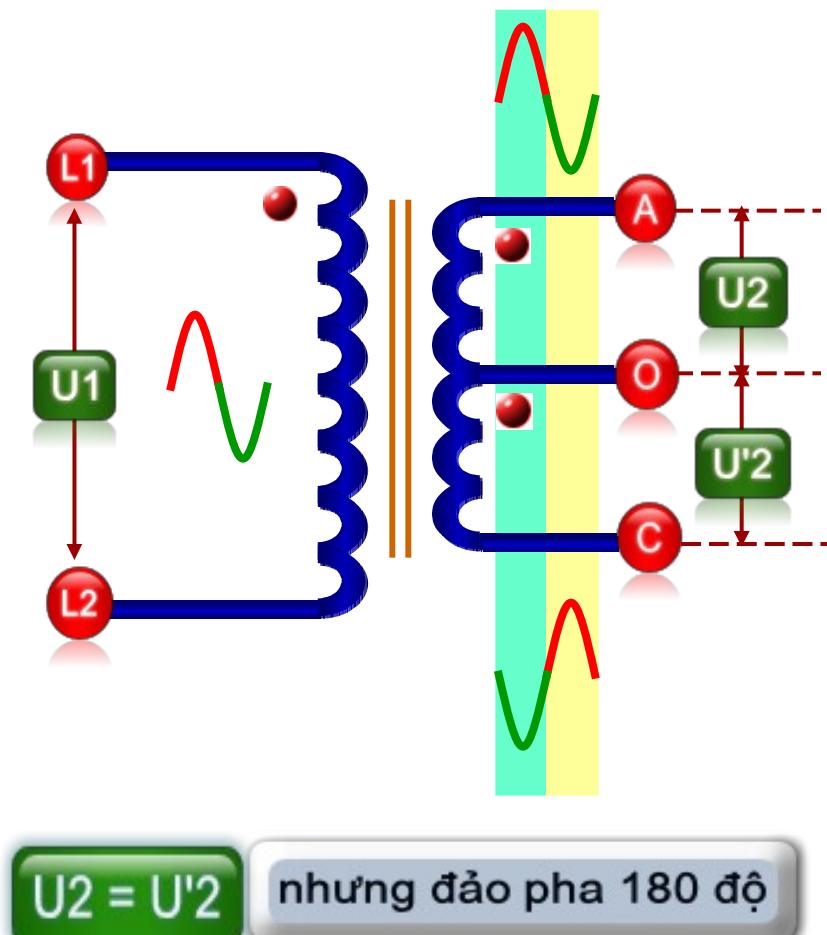 L1
A
U2
U1
O
U'2
C
L2
U2 = U'2
nhưng đảo pha 180 độ